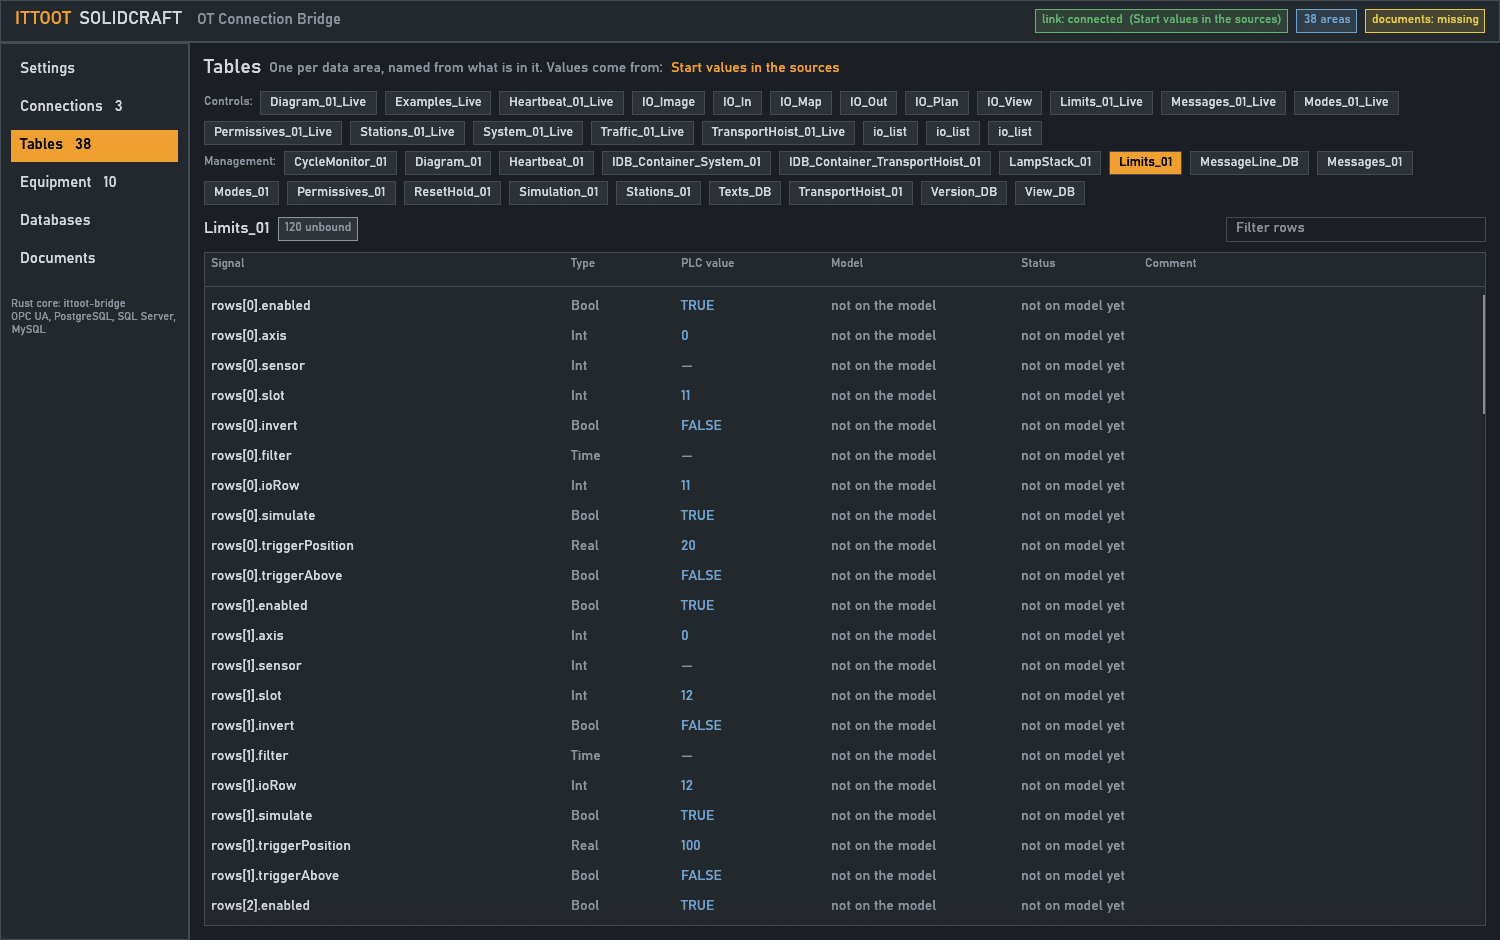 ITTOOT SOLIDCRAFT OT Connection Bridge link: connected (Start values in the sources) 38 areas documents: missing
Settings
Connections 3
Tables 38
Equipment 10
Databases
Documents
Rust core: ittoot-bridge
OPC UA, PostgreSQL, SQL Server,
MySQL
Tables One per data area, named from what is in it. Values come from: Start values in the sources
Controls: Diagram_01_Live Examples_Live Heartbeat_01_Live IO_Image IO_In IO_Map IO_Out IO_Plan IO_View Limits_01_Live Messages_01_Live Modes_01_Live
Permissives_01_Live Stations_01_Live System_01_Live Traffic_01_Live TransportHoist_01_Live io_list io_list io_list
Management: CycleMonitor_01 Diagram_01 Heartbeat_01 IDB_Container_System_01 IDB_Container_TransportHoist_01 LampStack_01 Limits_01 MessageLine_DB Messages_01
Modes_01 Permissives_01 ResetHold_01 Simulation_01 Stations_01 Texts_DB TransportHoist_01 Version_DB View_DB
Limits_01 120 unbound Filter rows
Signal Type PLC value Model Status Comment
rows[0].enabled Bool TRUE not on the model not on model yet
rows[0].axis Int 0 not on the model not on model yet
rows[0].sensor Int — not on the model not on model yet
rows[0].slot Int 11 not on the model not on model yet
rows[0].invert Bool FALSE not on the model not on model yet
rows[0].filter Time — not on the model not on model yet
rows[0].ioRow Int 11 not on the model not on model yet
rows[0].simulate Bool TRUE not on the model not on model yet
rows[0].triggerPosition Real 20 not on the model not on model yet
rows[0].triggerAbove Bool FALSE not on the model not on model yet
rows[1].enabled Bool TRUE not on the model not on model yet
rows[1].axis Int 0 not on the model not on model yet
rows[1].sensor Int — not on the model not on model yet
rows[1].slot Int 12 not on the model not on model yet
rows[1].invert Bool FALSE not on the model not on model yet
rows[1].filter Time — not on the model not on model yet
rows[1].ioRow Int 12 not on the model not on model yet
rows[1].simulate Bool TRUE not on the model not on model yet
rows[1].triggerPosition Real 100 not on the model not on model yet
rows[1].triggerAbove Bool FALSE not on the model not on model yet
rows[2].enabled Bool TRUE not on the model not on model yet